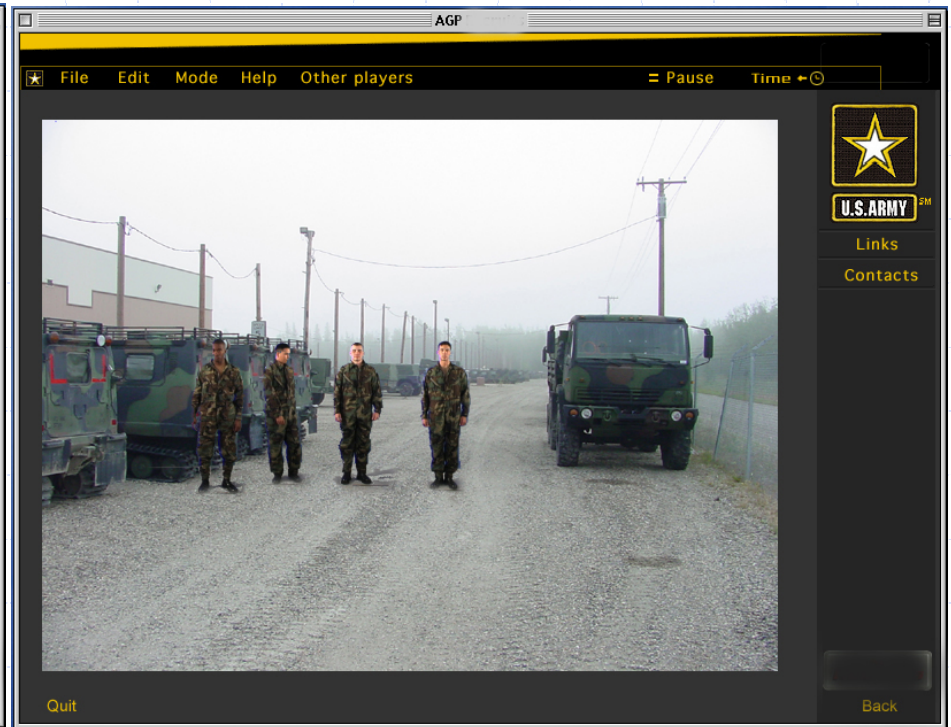 AGP
File Edit Mode Help Other players = Pause Time
U.S.ARMY SM
Links
Contacts
Quit
Back